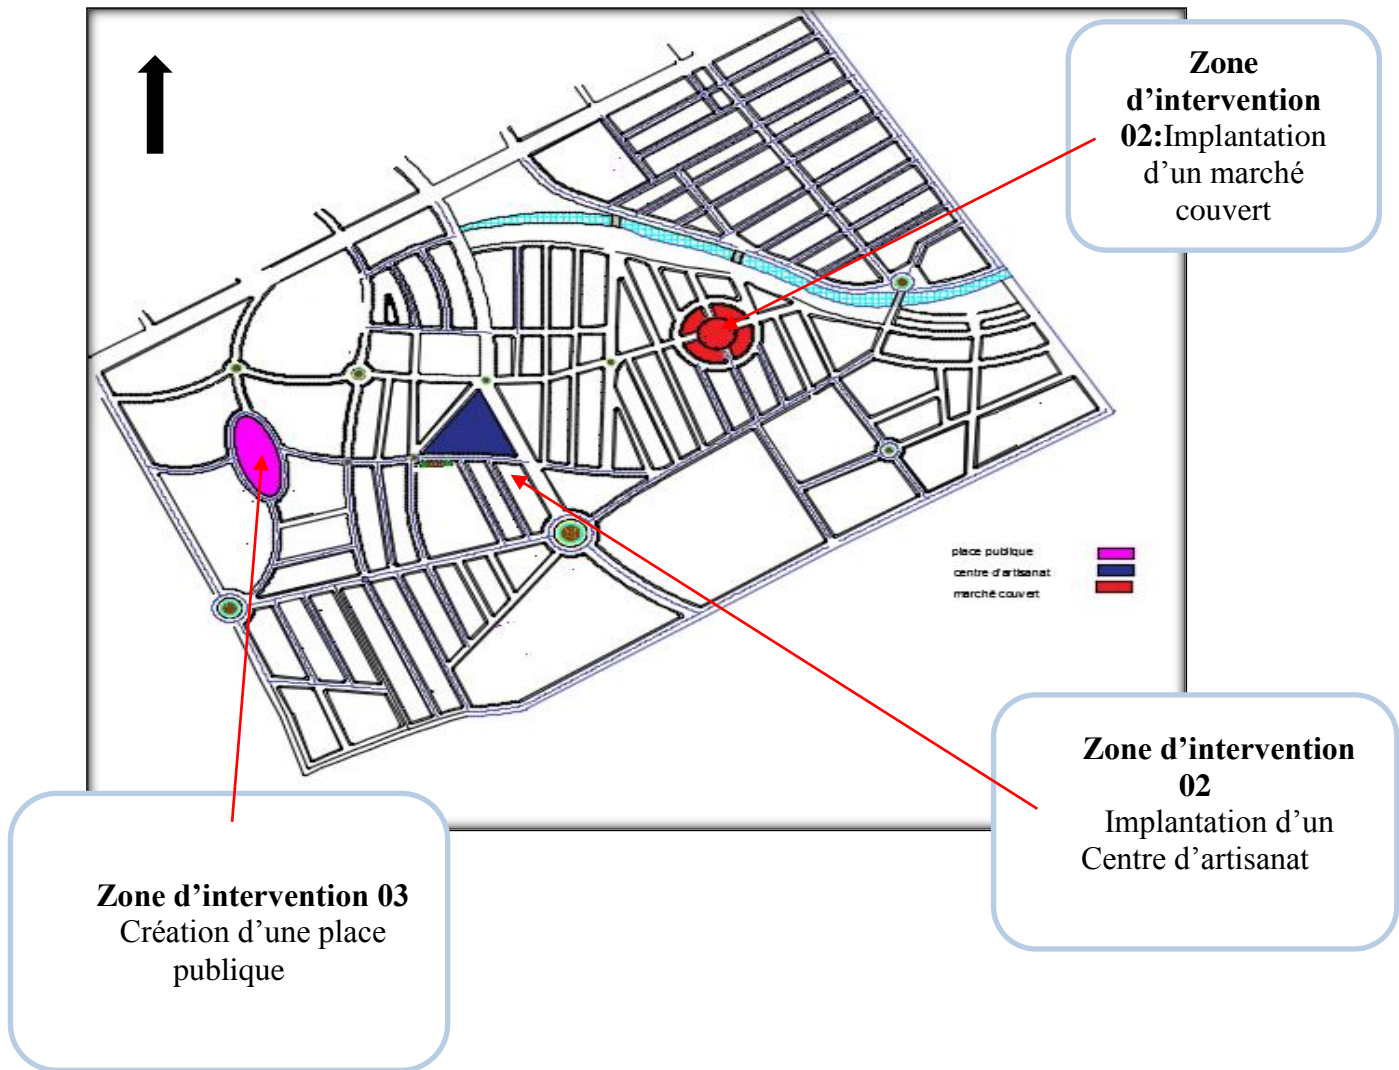 Zone
d’intervention
02:Implantation
d’un marché
couvert
place publique
centre d'artisanat
marché couvert
Zone d’intervention
02
Implantation d’un
Centre d’artisanat
Zone d’intervention 03
Création d’une place
publique